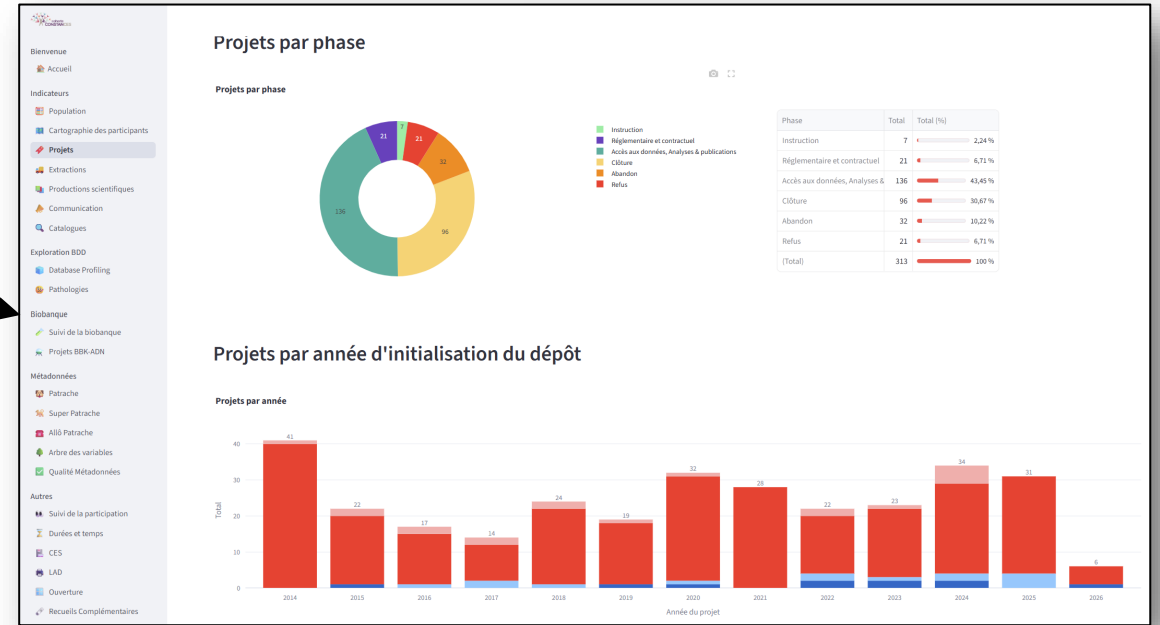 cohorte
CONSTANCES
Bienvenue
Accueil
Indicateurs
Population
Cartographie des participants
Projets
Extractions
Productions scientifiques
Communication
Catalogues
Exploration BDD
Database Profiling
Pathologies
Biobanque
Suivi de la biobanque
Projets BBK-ADN
Métadonnées
Patrache
Super Patrache
Allô Patrache
Arbre des variables
Qualité Métadonnées
Autres
Suivi de la participation
Durées et temps
CES
LAD
Ouverture
Recueils Complémentaires
Projets par phase
Projets par phase
7
21
21
32
136
96
Instruction
Réglementaire et contractuel
Accès aux données, Analyses & publications
Clôture
Abandon
Refus
Phase Total Total (%)
Instruction 7 2,24 %
Réglementaire et contractuel 21 6,71 %
Accès aux données, Analyses & 136 43,45 %
Clôture 96 30,67 %
Abandon 32 10,22 %
Refus 21 6,71 %
(Total) 313 100 %
Projets par année d'initialisation du dépôt
Projets par année
Total
40
30
20
10
0
41 22 17 14 24 19 32 28 22 23 34 31 6
2014 2015 2016 2017 2018 2019 2020 2021 2022 2023 2024 2025 2026
Année du projet